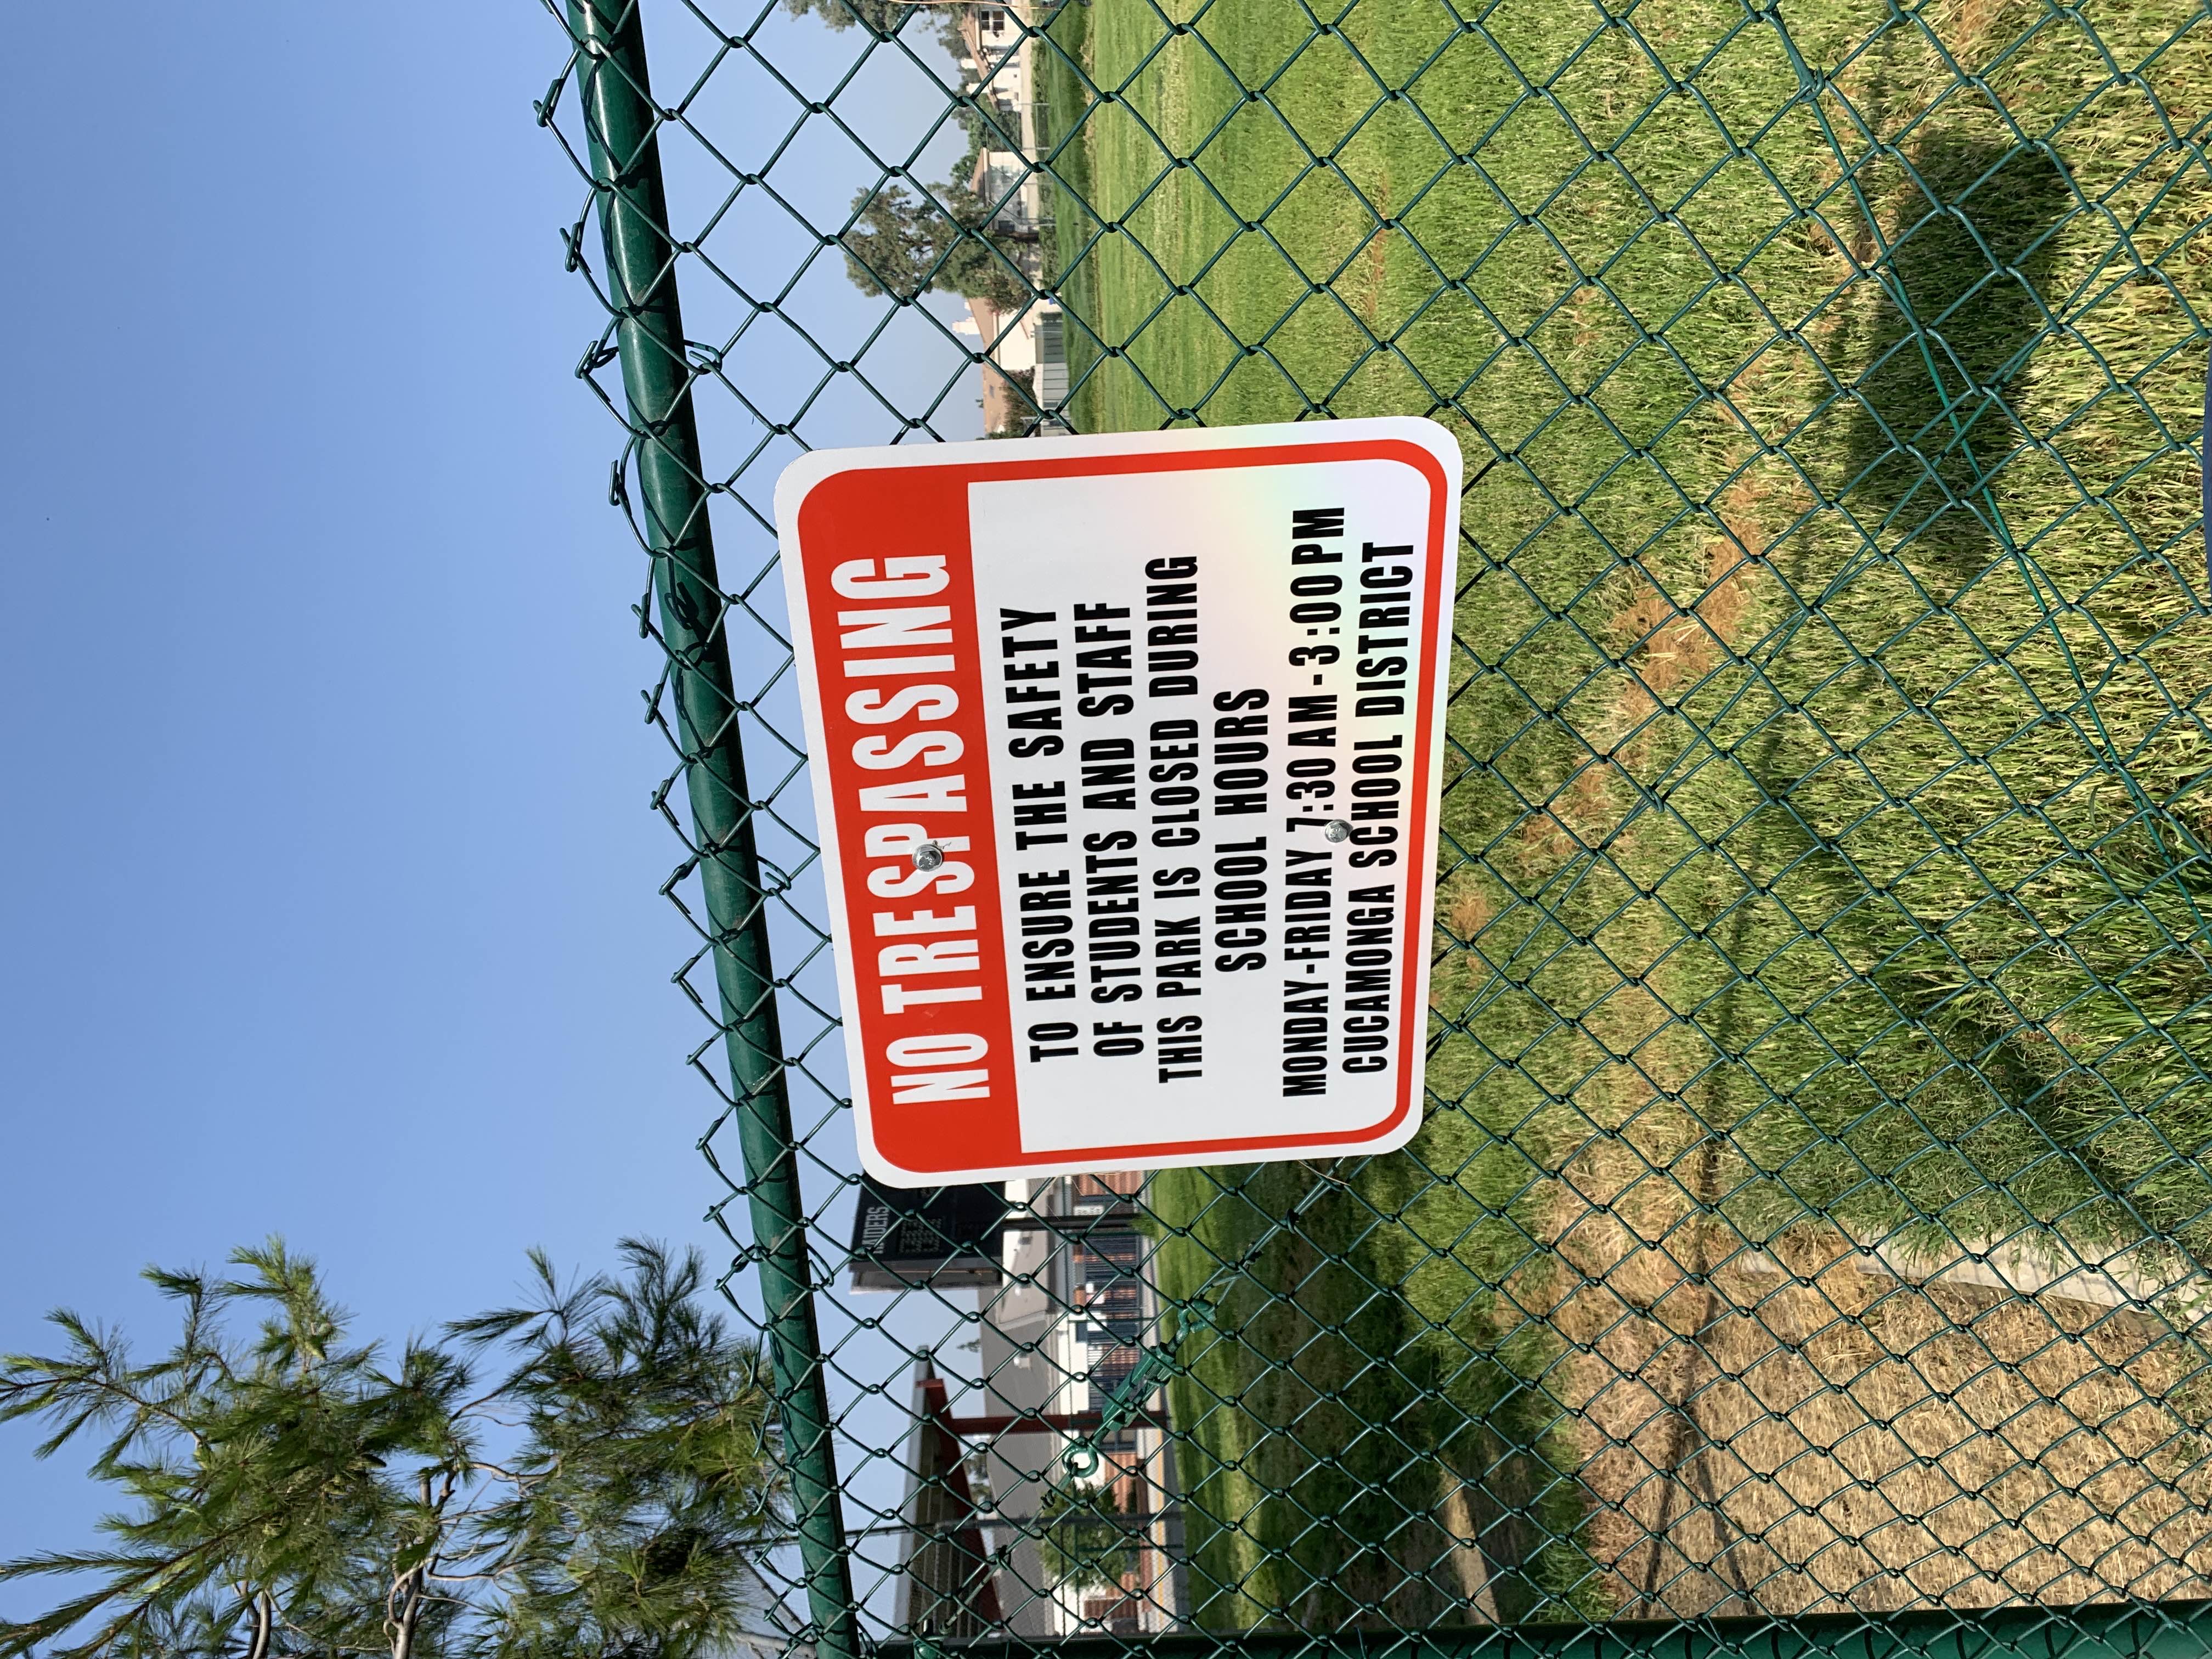 NO TRESPASSING
TO ENSURE THE SAFETY
OF STUDENTS AND STAFF
THIS PARK IS CLOSED DURING
SCHOOL HOURS
MONDAY-FRIDAY 7:30 AM-3:00 PM
CUCAMONGA SCHOOL DISTRICT